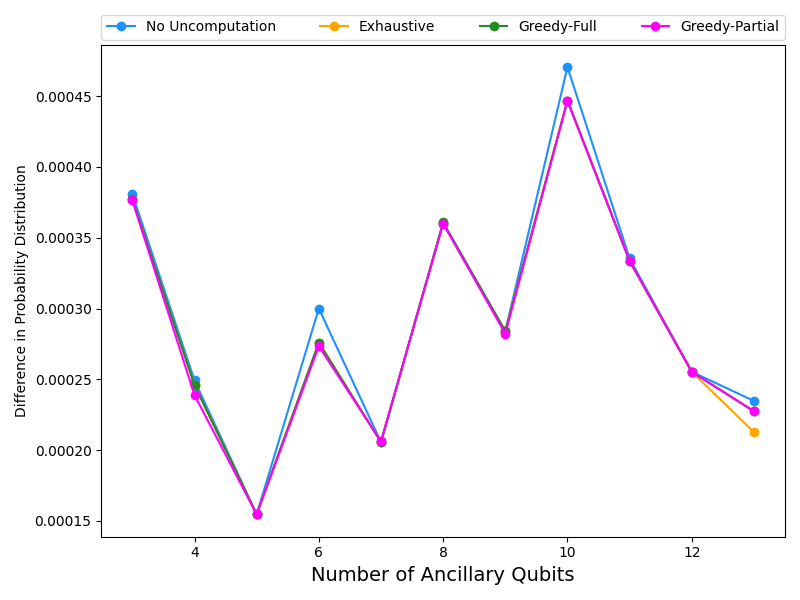 No Uncomputation Exhaustive Greedy-Full Greedy-Partial
0.00045
0.00040
0.00035
0.00030
0.00025
0.00020
0.00015
Difference in Probability Distribution
4 6 8 10 12
Number of Ancillary Qubits